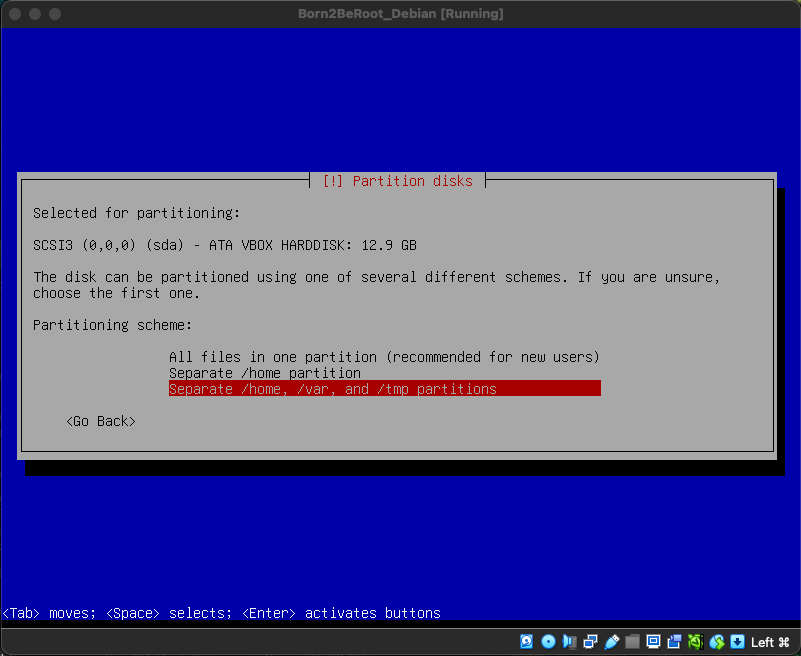 Born2BeRoot_Debian [Running]
[!] Partition disks
Selected for partitioning:
SCSI3 (0,0,0) (sda) - ATA VBOX HARDDISK: 12.9 GB
The disk can be partitioned using one of several different schemes. If you are unsure,
choose the first one.
Partitioning scheme:
All files in one partition (recommended for new users)
Separate /home partition
Separate /home, /var, and /tmp partitions
<Go Back>
<Tab> moves; <Space> selects; <Enter> activates buttons
Left ⌘